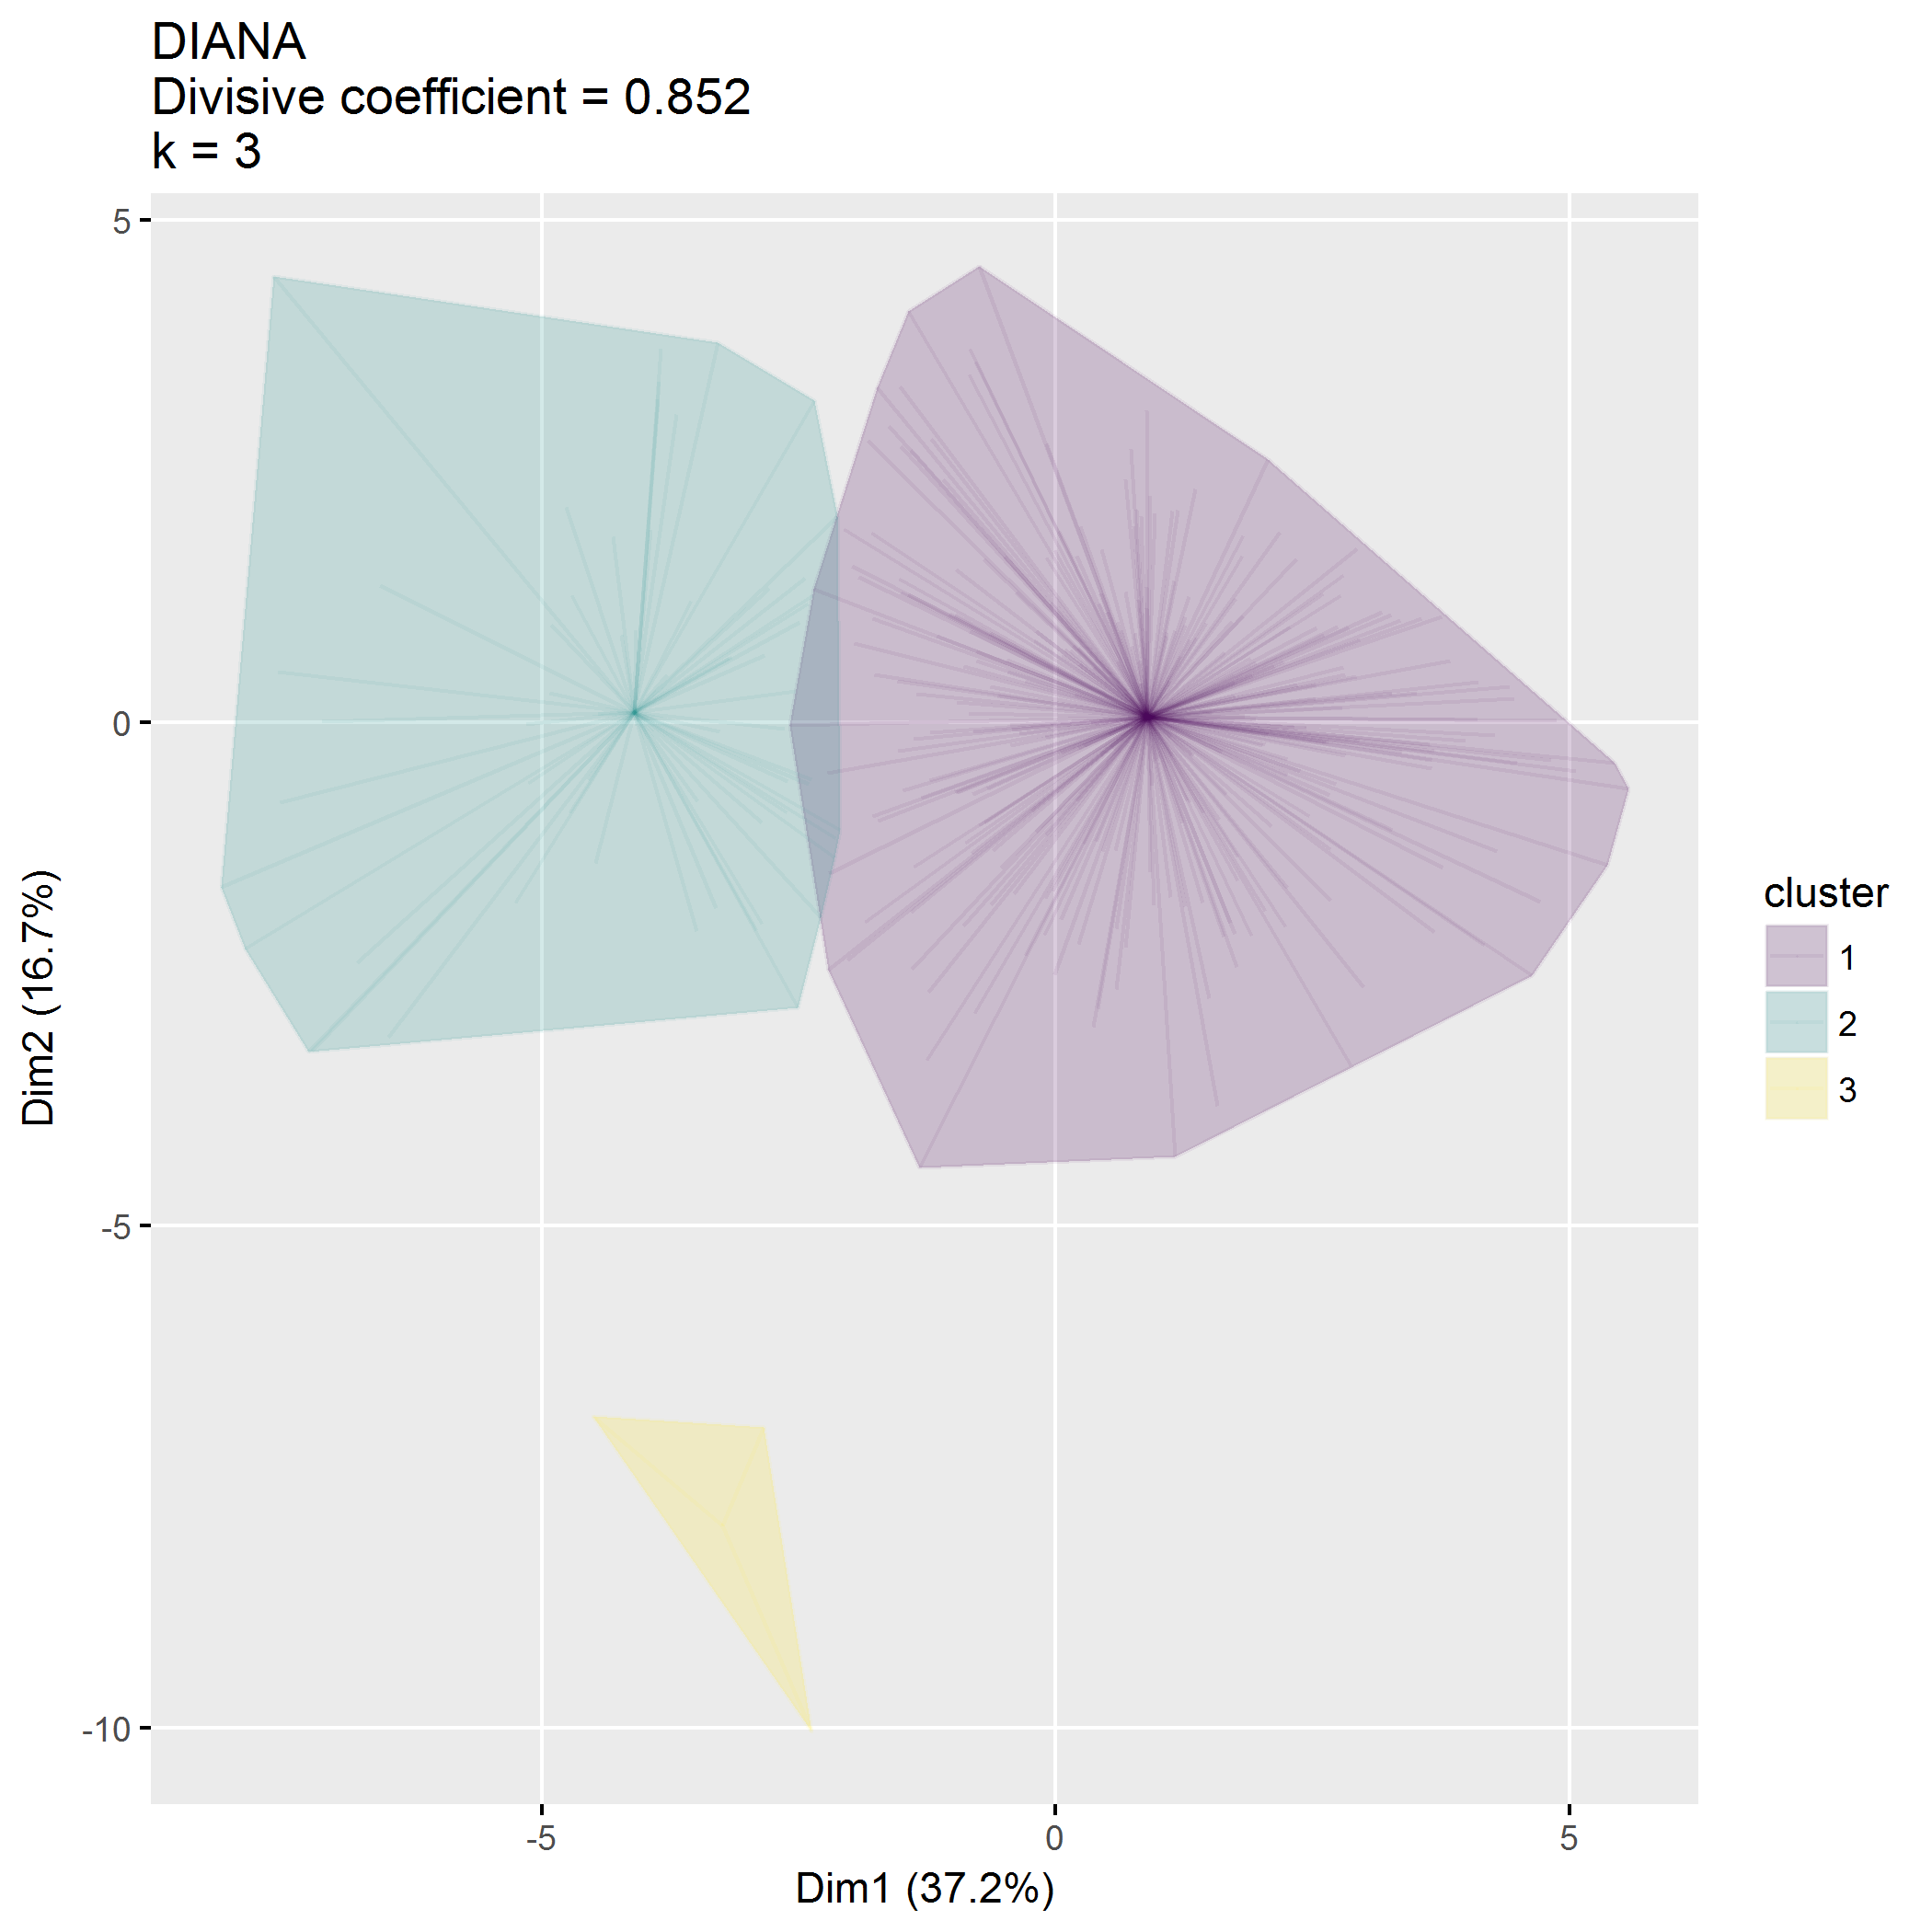 DIANA
Divisive coefficient = 0.852
k = 3
5
0
-5
-10
Dim2 (16.7%)
-5
0
5
Dim1 (37.2%)
cluster
1
2
3